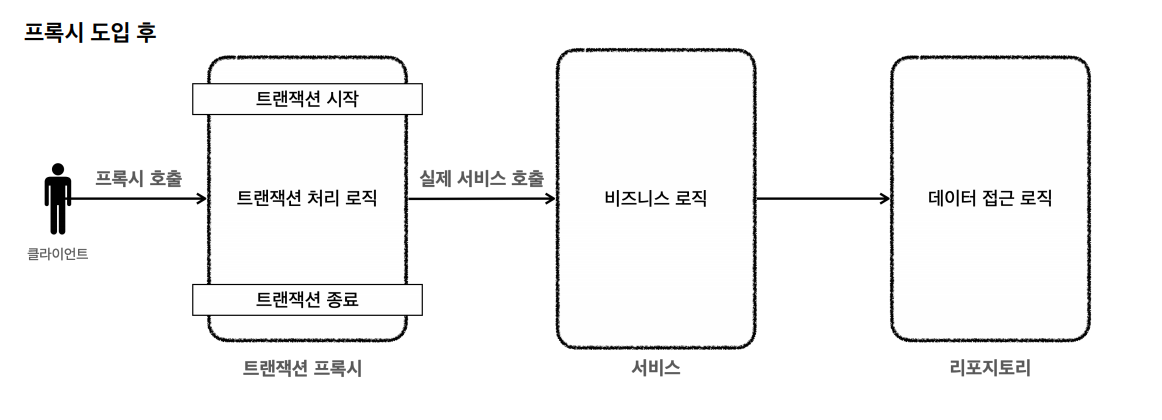 프록시 도입 후
트랜잭션 시작
프록시 호출
트랜잭션 처리 로직
실제 서비스 호출
비즈니스 로직
데이터 접근 로직
클라이언트
트랜잭션 종료
트랜잭션 프록시
서비스
리포지토리